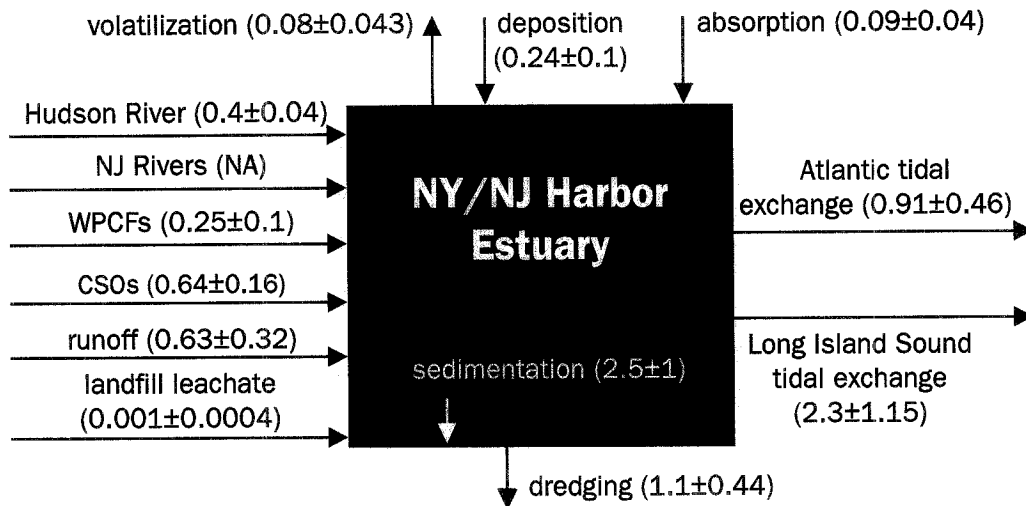 volatilization (0.08±0.043)
deposition
(0.24±0.1)
absorption (0.09±0.04)
Hudson River (0.4±0.04)
NJ Rivers (NA)
WPCFs (0.25±0.1)
CSOs (0.64±0.16)
runoff (0.63±0.32)
landfill leachate
(0.001±0.0004)
NY/NJ Harbor
Estuary
sedimentation (2.5±1)
Atlantic tidal
exchange (0.91±0.46)
Long Island Sound
tidal exchange
(2.3±1.15)
dredging (1.1±0.44)